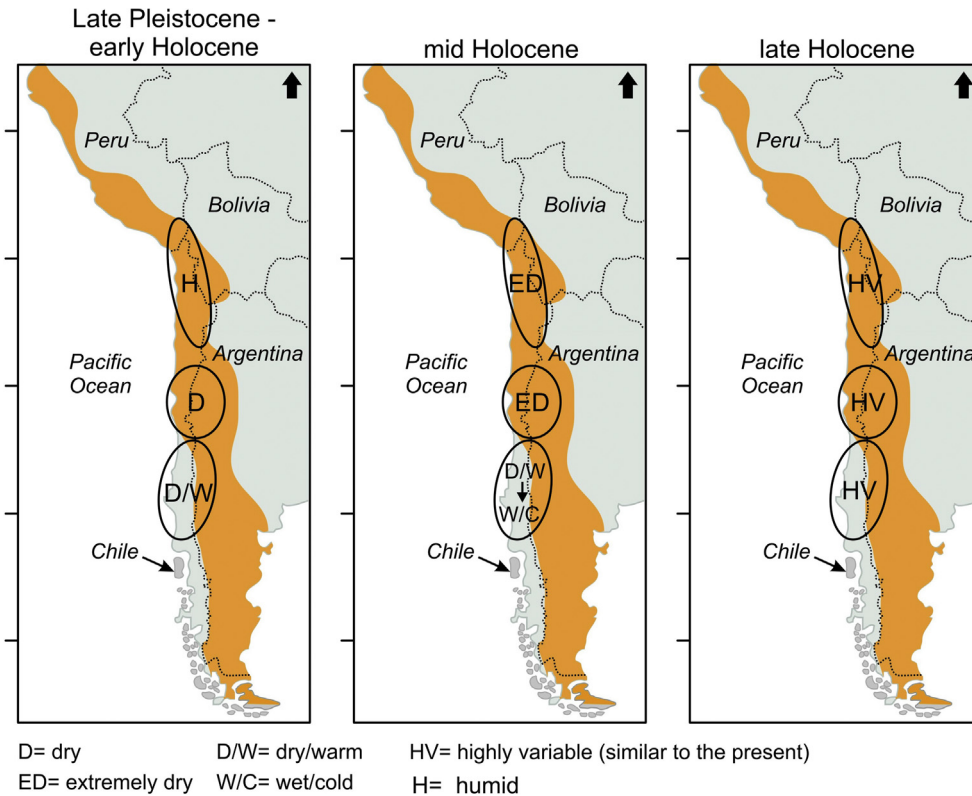 Late Pleistocene -
early Holocene
Peru
Bolivia
H
Argentina
Pacific
Ocean
D
D/W
Chile
mid Holocene
Peru
Bolivia
ED
Argentina
Pacific
Ocean
ED
D/W
W/C
Chile
late Holocene
Peru
Bolivia
HV
Argentina
Pacific
Ocean
HV
HV
Chile
D= dry
D/W= dry/warm
HV= highly variable (similar to the present)
ED= extremely dry
W/C= wet/cold
H= humid